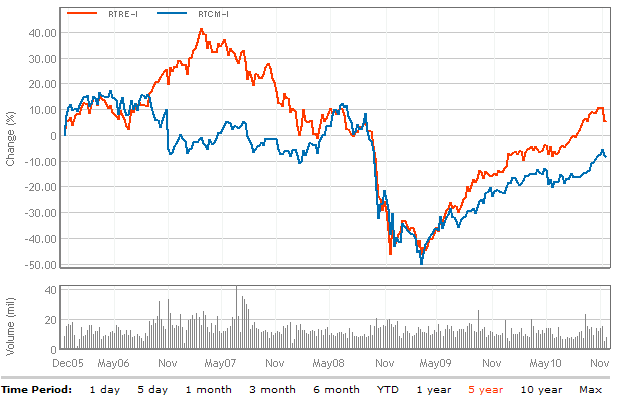 RTRE-I RTCM-I
Change (%)
40.00
30.00
20.00
10.00
0
-10.00
-20.00
-30.00
-40.00
-50.00
Volume (mil)
40
20
0
Dec05 May06 Nov May07 Nov May08 Nov May09 Nov May10 Nov
Time Period: 1 day 5 day 1 month 3 month 6 month YTD 1 year 5 year 10 year Max